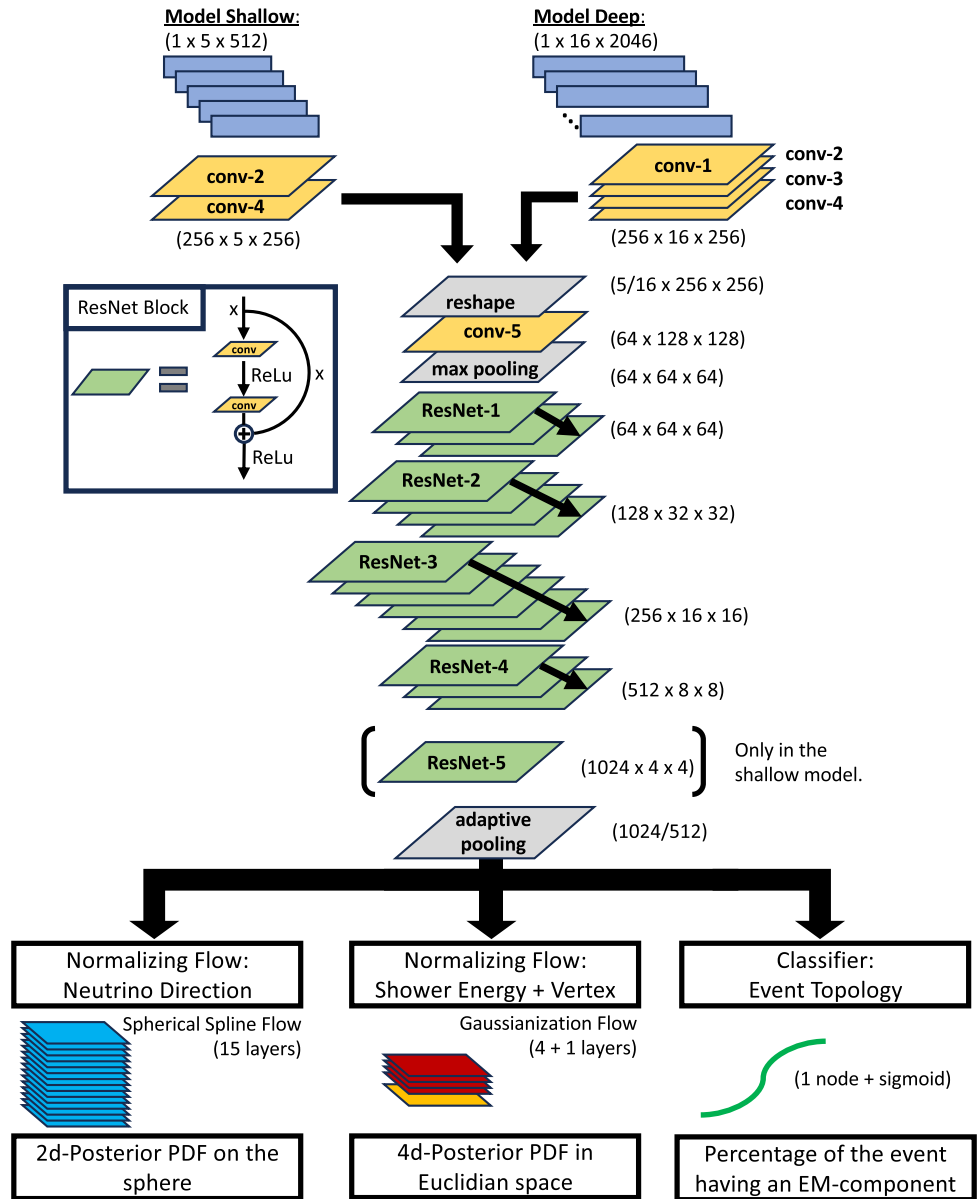 Model Shallow:
(1 x 5 x 512)
Model Deep:
(1 x 16 x 2046)
conv-2
conv-4
(256 x 5 x 256)
conv-1
conv-2
conv-3
conv-4
(256 x 16 x 256)
reshape
(5/16 x 256 x 256)
conv-5
(64 x 128 x 128)
max pooling
(64 x 64 x 64)
ResNet Block
x
conv
ReLu
x
conv
+
ReLu
ResNet-1
(64 x 64 x 64)
ResNet-2
(128 x 32 x 32)
ResNet-3
(256 x 16 x 16)
ResNet-4
(512 x 8 x 8)
ResNet-5
(1024 x 4 x 4)
Only in the
shallow model.
adaptive
pooling
(1024/512)
Normalizing Flow:
Neutrino Direction
Spherical Spline Flow
(15 layers)
2d-Posterior PDF on the
sphere
Normalizing Flow:
Shower Energy + Vertex
Gaussianization Flow
(4 + 1 layers)
4d-Posterior PDF in
Euclidian space
Classifier:
Event Topology
(1 node + sigmoid)
Percentage of the event
having an EM-component